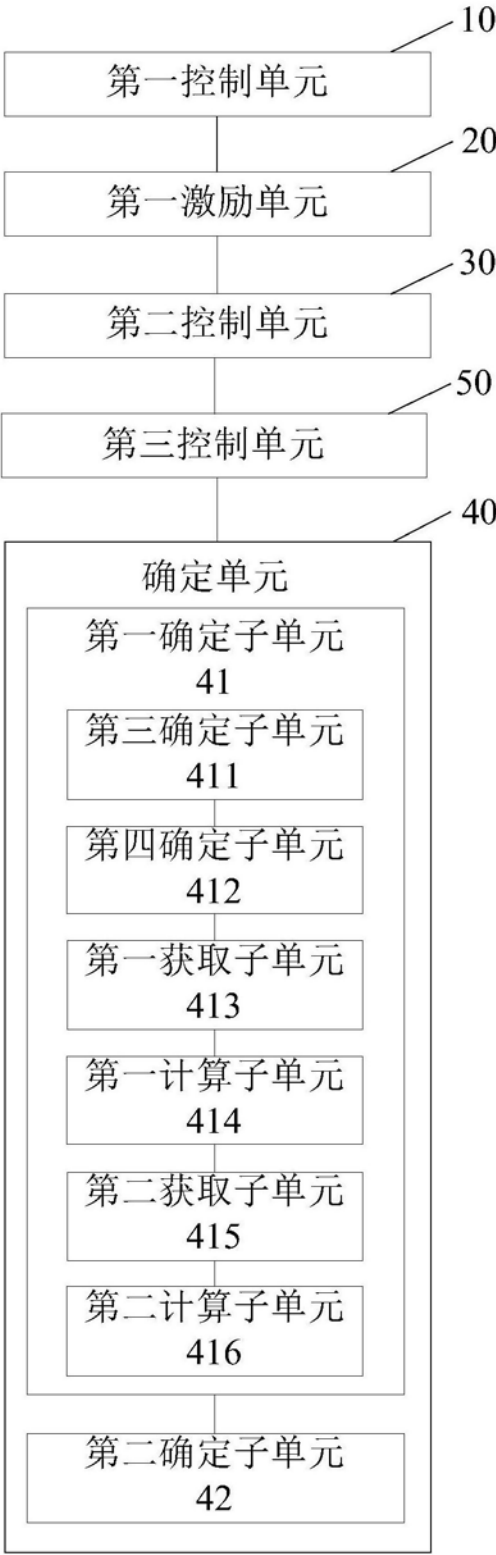 10
第一控制单元
20
第一激励单元
30
第二控制单元
50
第三控制单元
40
确定单元
第一确定子单元
41
第三确定子单元
411
第四确定子单元
412
第一获取子单元
413
第一计算子单元
414
第二获取子单元
415
第二计算子单元
416
第二确定子单元
42